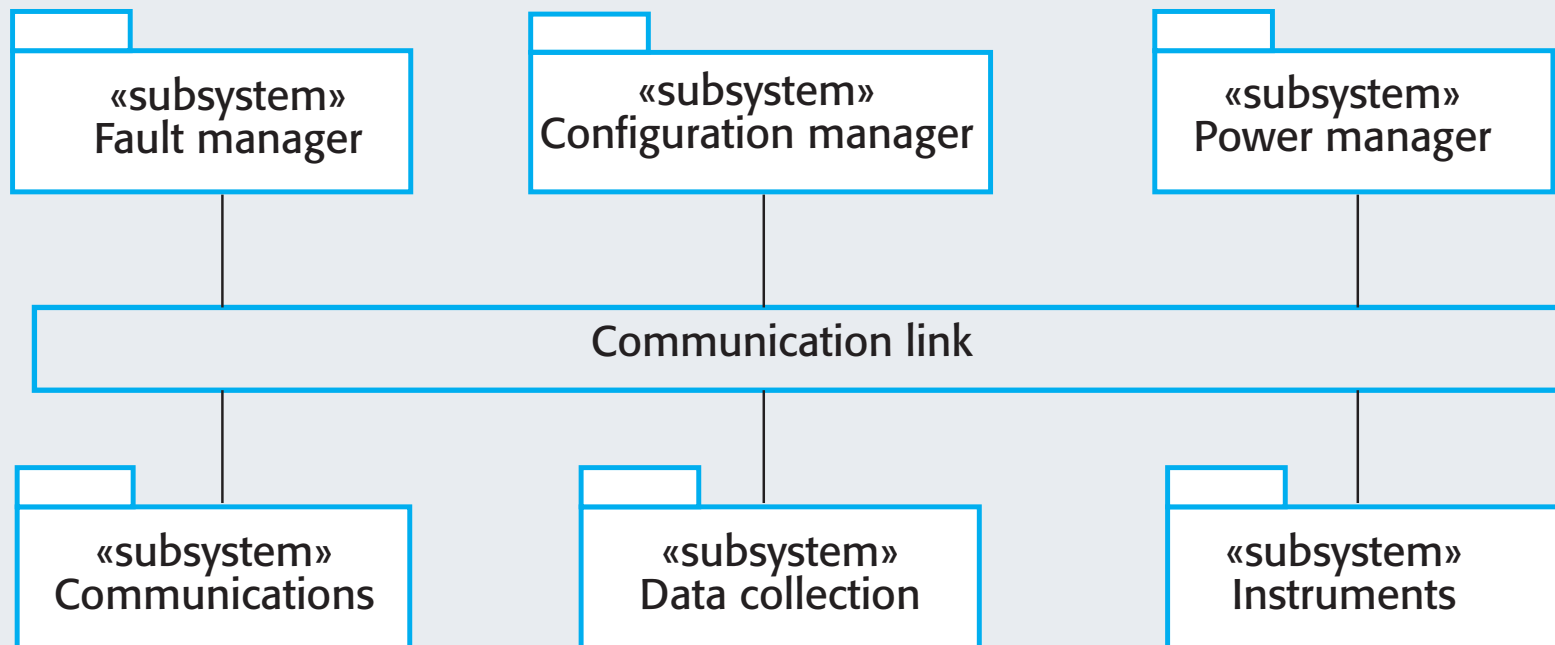 «subsystem»
Fault manager
«subsystem»
Configuration manager
«subsystem»
Power manager
Communication link
«subsystem»
Communications
«subsystem»
Data collection
«subsystem»
Instruments